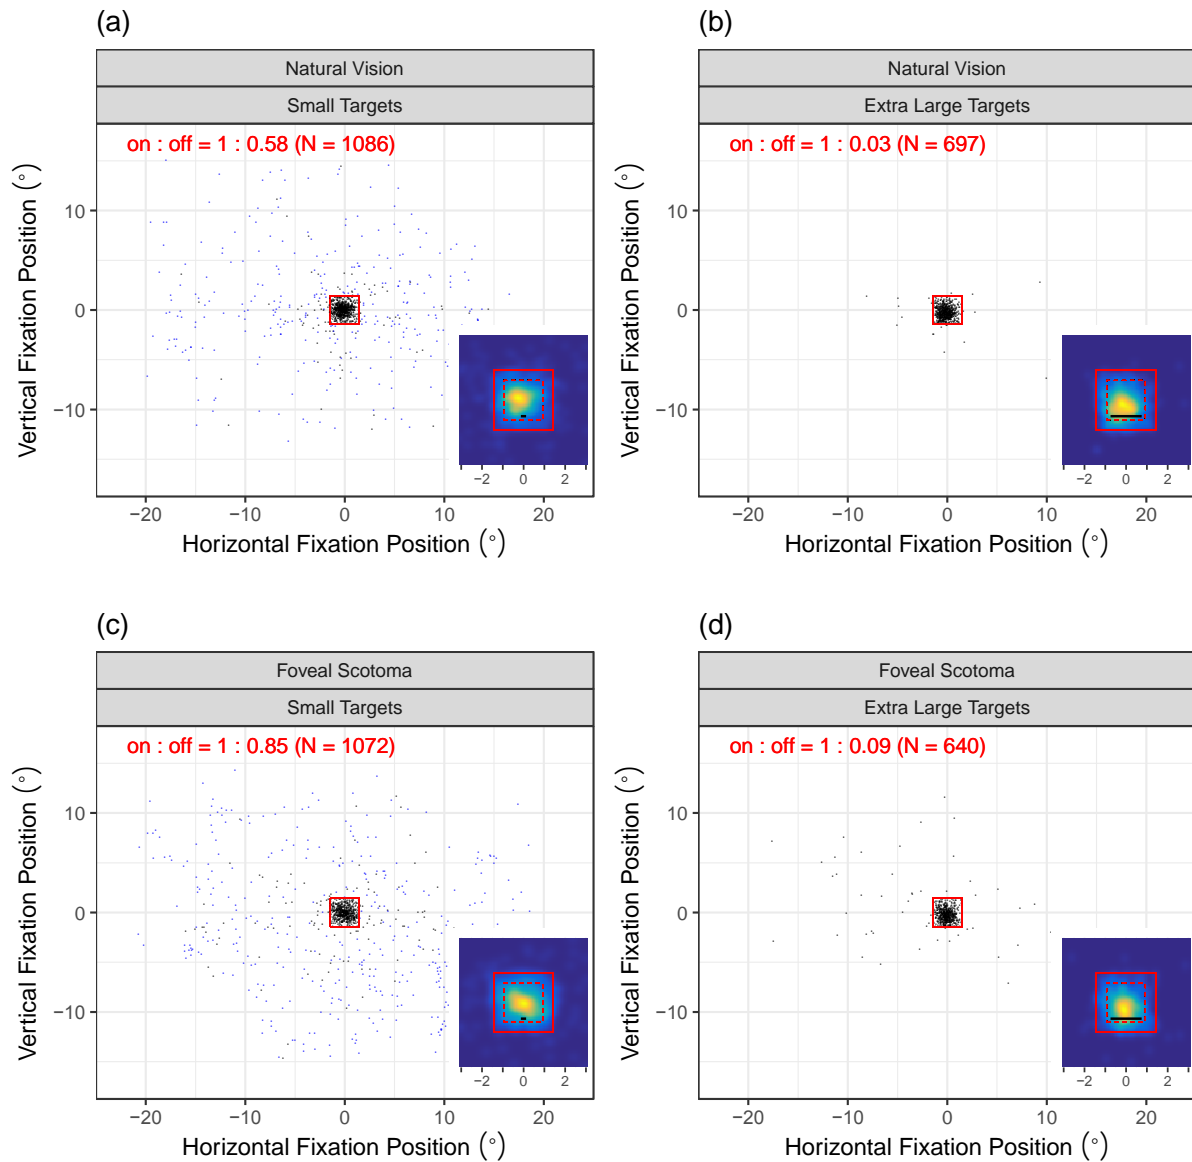 (a)
Natural Vision
Small Targets
on : off = 1 : 0.58 (N = 1086)
Vertical Fixation Position (°)
10
0
−10
−2 0 2
−20 −10 0 10 20
Horizontal Fixation Position (°)
(b)
Natural Vision
Extra Large Targets
on : off = 1 : 0.03 (N = 697)
Vertical Fixation Position (°)
10
0
−10
−2 0 2
−20 −10 0 10 20
Horizontal Fixation Position (°)
(c)
Foveal Scotoma
Small Targets
on : off = 1 : 0.85 (N = 1072)
Vertical Fixation Position (°)
10
0
−10
−2 0 2
−20 −10 0 10 20
Horizontal Fixation Position (°)
(d)
Foveal Scotoma
Extra Large Targets
on : off = 1 : 0.09 (N = 640)
Vertical Fixation Position (°)
10
0
−10
−2 0 2
−20 −10 0 10 20
Horizontal Fixation Position (°)